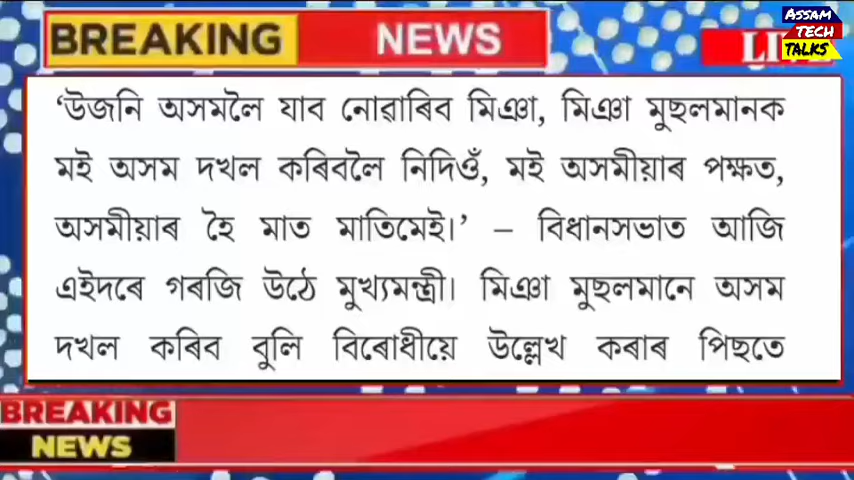 BREAKING NEWS
ASSAM
TECH
TALKS
‘উজনি অসমলৈ যাব নোৱাৰিব মিঞা, মিঞা মুছলমানক
মই অসম দখল কৰিবলৈ নিদিওঁ, মই অসমীয়াৰ পক্ষত,
অসমীয়াৰ হৈ মাত মাতিমেই।’ – বিধানসভাত আজি
এইদৰে গৰজি উঠে মুখ্যমন্ত্ৰী। মিঞা মুছলমানে অসম
দখল কৰিব বুলি বিৰোধীয়ে উল্লেখ কৰাৰ পিছতে
BREAKING
NEWS